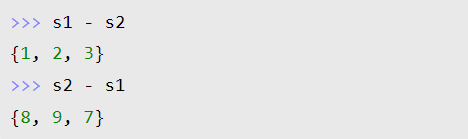 >>> s1 - s2
{1, 2, 3}
>>> s2 - s1
{8, 9, 7}